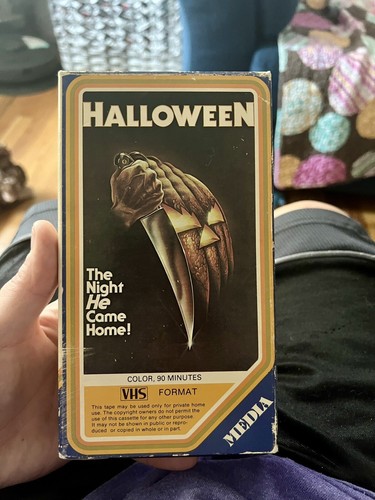 HALLOWEEN
The
Night
He
Came
Home!
COLOR, 90 MINUTES
VHS FORMAT
This tape may be used only for private home
use. The copyright owners do not permit the
use of this cassette for any other purpose.
It may not be shown in public or repro-
duced or copied in whole or in part.
MEDIA